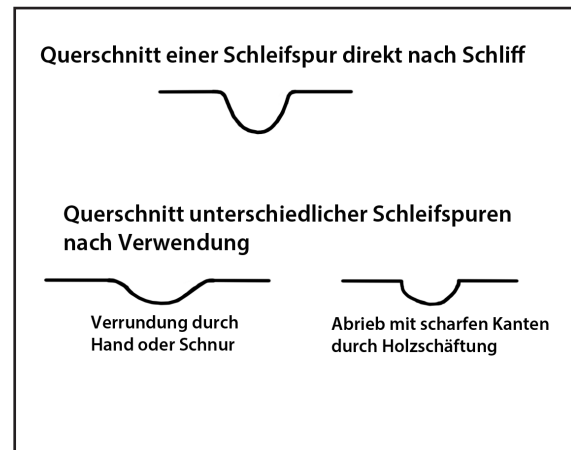 Querschnitt einer Schleifspur direkt nach Schliff
Querschnitt unterschiedlicher Schleifspuren
nach Verwendung
Verrundung durch
Hand oder Schnur
Abrieb mit scharfen Kanten
durch Holzschäftung